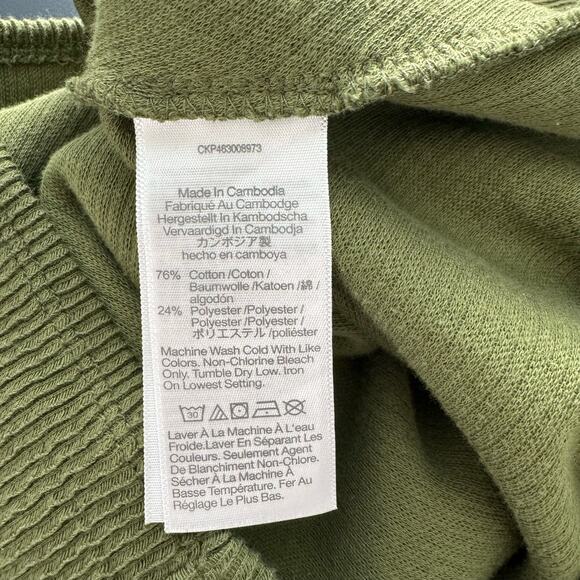 CKP463008973
Made In Cambodia
Fabriqué Au Cambodge
Hergestellt In Kambodscha
Vervaardigd In Cambodja
カンボジア製
hecho en camboya
76% Cotton /Coton /
Baumwolle /Katoen /綿 /
algodón
24% Polyester /Polyester /
Polyester /Polyester /
ポリエステル /poliéster
Machine Wash Cold With Like
Colors. Non-Chlorine Bleach
Only. Tumble Dry Low. Iron
On Lowest Setting.
30
Laver À La Machine À L'eau
Froide.Laver En Séparant Les
Couleurs. Seulement Agent
De Blanchiment Non-Chlore.
Sécher À La Machine À
Basse Température. Fer Au
Réglage Le Plus Bas.